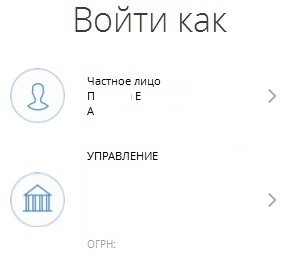 Войти как
Частное лицо
П Е
А
УПРАВЛЕНИЕ
ОГРН: